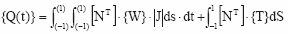 {Q(t)} = ∫_{(-1)}^{(1)} ∫_{(-1)}^{(1)} [N^T] · {W} · |J| ds · dt + ∫_{-1}^{1} [N^T] · {T} dS